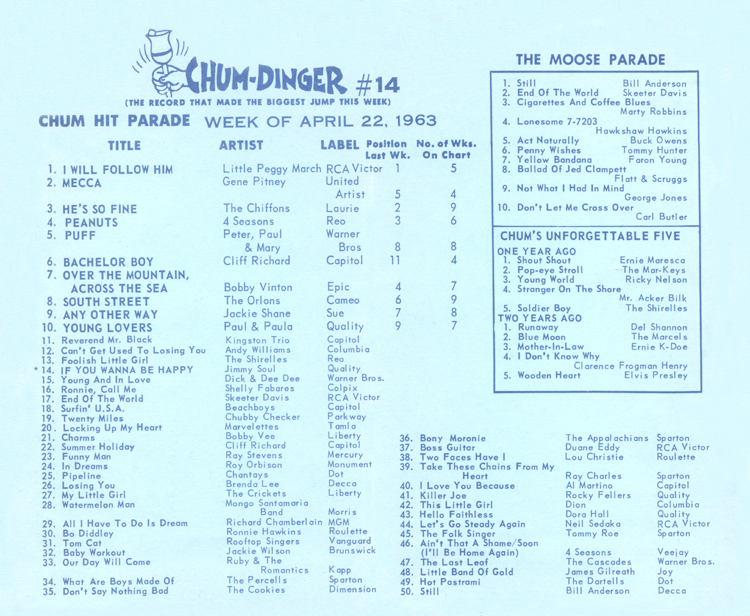 CHUM-DINGER #14
(THE RECORD THAT MADE THE BIGGEST JUMP THIS WEEK)
CHUM HIT PARADE WEEK OF APRIL 22, 1963
TITLE ARTIST LABEL Position Last Wk. No. of Wks. On Chart
1. I WILL FOLLOW HIM Little Peggy March RCA Victor 1 5
2. MECCA Gene Pitney United
Artist 5 4
3. HE'S SO FINE The Chiffons Laurie 2 9
4. PEANUTS 4 Seasons Reo 3 6
5. PUFF Peter, Paul Warner
& Mary Bros 8 8
6. BACHELOR BOY Cliff Richard Capitol 11 4
7. OVER THE MOUNTAIN,
ACROSS THE SEA Bobby Vinton Epic 4 7
8. SOUTH STREET The Orlons Cameo 6 9
9. ANY OTHER WAY Jackie Shane Sue 7 8
10. YOUNG LOVERS Paul & Paula Quality 9 7
11. Reverend Mr. Black Kingston Trio Capitol
12. Can't Get Used To Losing You Andy Williams Columbia
13. Foolish Little Girl The Shirelles Reo
*14. IF YOU WANNA BE HAPPY Jimmy Soul Quality
15. Young And In Love Dick & Dee Dee Warner Bros.
16. Ronnie, Call Me Shelly Fabares Colpix
17. End Of The World Skeeter Davis RCA Victor
18. Surfin' U.S.A. Beachboys Capitol
19. Twenty Miles Chubby Checker Parkway
20. Locking Up My Heart Marvelettes Tamla
21. Charms Bobby Vee Liberty
22. Summer Holiday Cliff Richard Capitol
23. Funny Man Ray Stevens Mercury
24. In Dreams Roy Orbison Monument
25. Pipeline Chantays Dot
26. Losing You Brenda Lee Decca
27. My Little Girl The Crickets Liberty
28. Watermelon Man Mongo Santamaria
Band Morris
29. All I Have To Do Is Dream Richard Chamberlain MGM
30. Bo Diddley Ronnie Hawkins Roulette
31. Tom Cat Rooftop Singers Vanguard
32. Baby Workout Jackie Wilson Brunswick
33. Our Day Will Come Ruby & The
Romantics Kapp
34. What Are Boys Made Of The Percells Sparton
35. Don't Say Nothing Bad The Cookies Dimension
36. Bony Moronie The Appalachians Sparton
37. Boss Guitar Duane Eddy RCA Victor
38. Two Faces Have I Lou Christie Roulette
39. Take These Chains From My
Heart Ray Charles Sparton
40. I Love You Because Al Martino Capitol
41. Killer Joe Rocky Fellers Quality
42. This Little Girl Dion Columbia
43. Hello Faithless Dora Hall Quality
44. Let's Go Steady Again Neil Sedaka RCA Victor
45. The Folk Singer Tommy Roe Sparton
46. Ain't That A Shame/Soon
(I'll Be Home Again) 4 Seasons Veejay
47. The Last Leaf The Cascades Warner Bros.
48. Little Band Of Gold James Gilreath Joy
49. Hot Pastrami The Dartells Dot
50. Still Bill Anderson Decca
THE MOOSE PARADE
1. Still Bill Anderson
2. End Of The World Skeeter Davis
3. Cigarettes And Coffee Blues
Marty Robbins
4. Lonesome 7-7203
Hawkshaw Hawkins
5. Act Naturally Buck Owens
6. Penny Wishes Tommy Hunter
7. Yellow Bandana Faron Young
8. Ballad Of Jed Clampett
Flatt & Scruggs
9. Not What I Had In Mind
George Jones
10. Don't Let Me Cross Over
Carl Butler
CHUM'S UNFORGETTABLE FIVE
ONE YEAR AGO
1. Shout Shout Ernie Maresca
2. Pop-eye Stroll The Mar-Keys
3. Young World Ricky Nelson
4. Stranger On The Shore
Mr. Acker Bilk
5. Soldier Boy The Shirelles
TWO YEARS AGO
1. Runaway Del Shannon
2. Blue Moon The Marcels
3. Mother-In-Law Ernie K-Doe
4. I Don't Know Why
Clarence Frogman Henry
5. Wooden Heart Elvis Presley